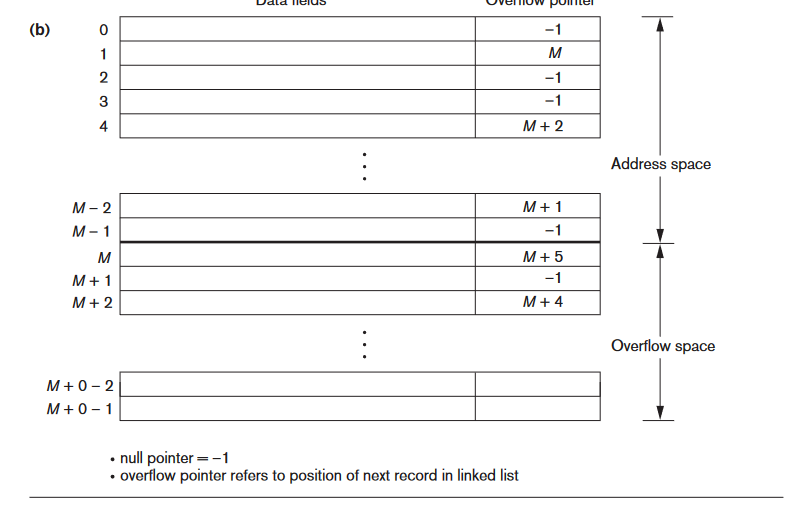 Data fields Overflow pointer
(b) 0 –1
1 M
2 –1
3 –1
4 M + 2
Address space
M – 2 M + 1
M – 1 –1
M M + 5
M + 1 –1
M + 2 M + 4
Overflow space
M + 0 – 2
M + 0 – 1
• null pointer = –1
• overflow pointer refers to position of next record in linked list